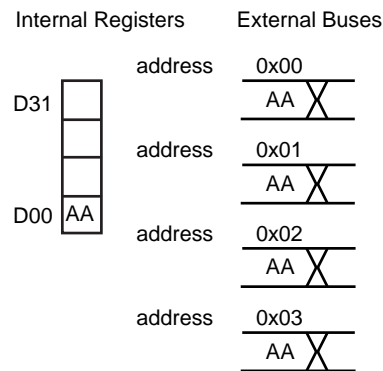 Internal Registers External Buses
address 0x00
D31 AA
address 0x01
AA
D00 AA
address 0x02
AA
address 0x03
AA